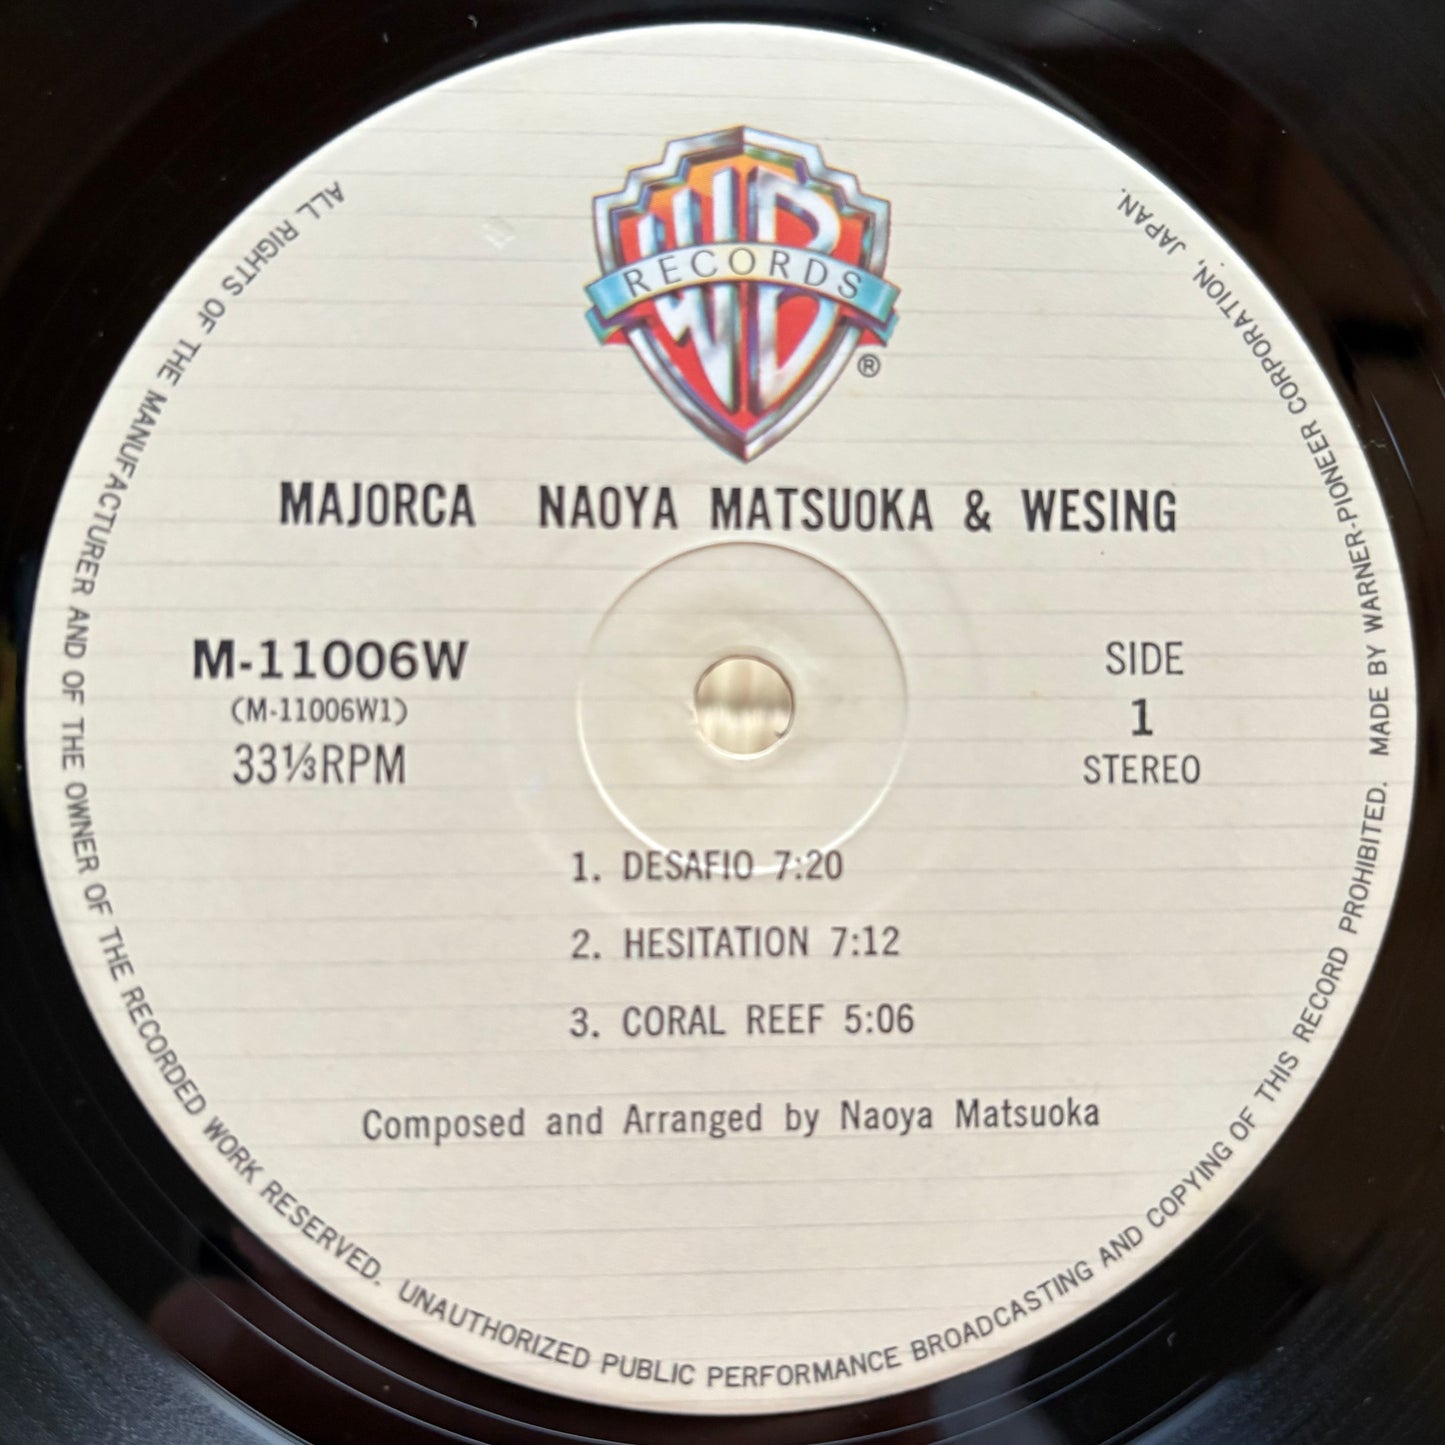 WB
RECORDS
®
MAJORCA NAOYA MATSUOKA & WESING
M-11006W
(M-11006W1)
33⅓RPM
SIDE
1
STEREO
1. DESAFIO 7:20
2. HESITATION 7:12
3. CORAL REEF 5:06
Composed and Arranged by Naoya Matsuoka
ALL RIGHTS OF THE MANUFACTURER AND OF THE OWNER OF THE RECORDED WORK RESERVED. UNAUTHORIZED PUBLIC PERFORMANCE BROADCASTING AND COPYING OF THIS RECORD PROHIBITED. MADE BY WARNER-PIONEER CORPORATION, JAPAN.